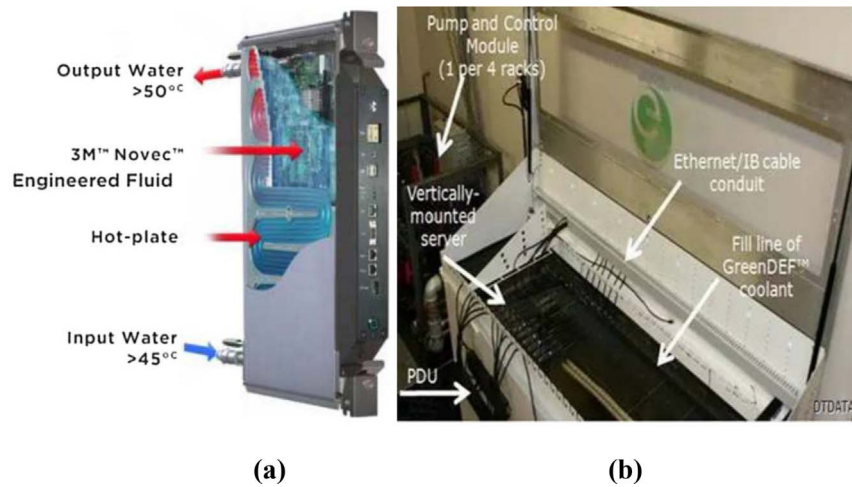 Output Water
>50°C
3M™ Novec™
Engineered Fluid
Hot-plate
Input Water
>45°C
Pump and Control
Module
(1 per 4 racks)
Ethernet/IB cable
conduit
Vertically-
mounted
server
Fill line of
GreenDEF™
coolant
PDU
DTDATA
(a)
(b)